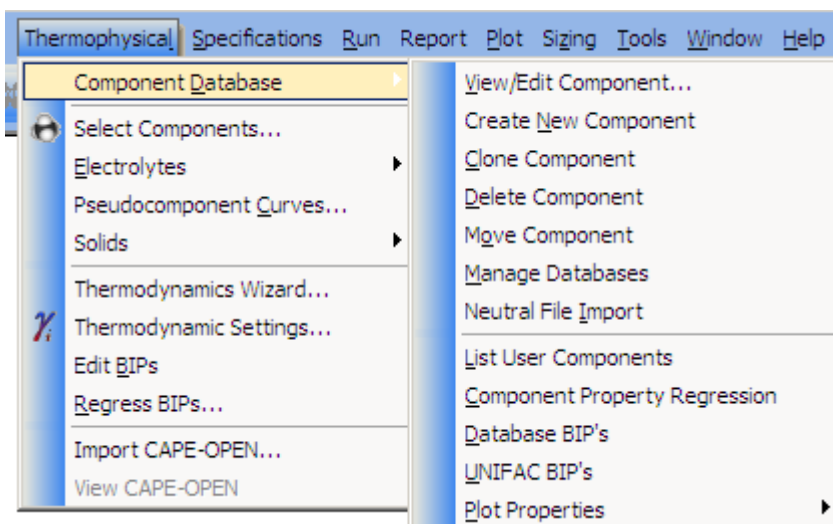 Thermophysical Specifications Run Report Plot Sizing Tools Window Help
Component Database
Select Components...
Electrolytes
Pseudocomponent Curves...
Solids
Thermodynamics Wizard...
γi Thermodynamic Settings...
Edit BIPs
Regress BIPs...
Import CAPE-OPEN...
View CAPE-OPEN
View/Edit Component...
Create New Component
Clone Component
Delete Component
Move Component
Manage Databases
Neutral File Import
List User Components
Component Property Regression
Database BIP's
UNIFAC BIP's
Plot Properties